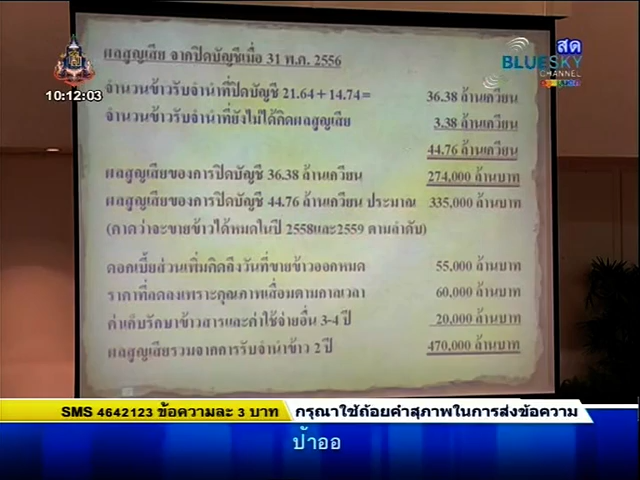 ผลสูญเสีย จากปิดบัญชีเมื่อ 31 พ.ค. 2556
สด
BLUESKY
CHANNEL
10:12:03
จำนวนข้าวรับจำนำที่ปิดบัญชี 21.64+14.74= 36.38 ล้านเกวียน
จำนวนข้าวรับจำนำที่ยังไม่ได้คิดผลสูญเสีย 3.38 ล้านเกวียน
44.76 ล้านเกวียน
ผลสูญเสียของการปิดบัญชี 36.38 ล้านเกวียน 274,000 ล้านบาท
ผลสูญเสียของการปิดบัญชี 44.76 ล้านเกวียน ประมาณ 335,000 ล้านบาท
(คาดว่าจะขายข้าวได้หมดในปี 2558และ2559 ตามลำดับ)
ดอกเบี้ยส่วนเพิ่มคิดถึงวันที่ขายข้าวออกหมด 55,000 ล้านบาท
ราคาที่ลดลงเพราะคุณภาพเสื่อมตามกาลเวลา 60,000 ล้านบาท
ค่าเก็บรักษาข้าวสารและค่าใช้จ่ายอื่น 3-4 ปี 20,000 ล้านบาท
ผลสูญเสียรวมจากการรับจำนำข้าว 2 ปี 470,000 ล้านบาท
SMS 4642123 ข้อความละ 3 บาท กรุณาใช้ถ้อยคำสุภาพในการส่งข้อความ
ป้าออ